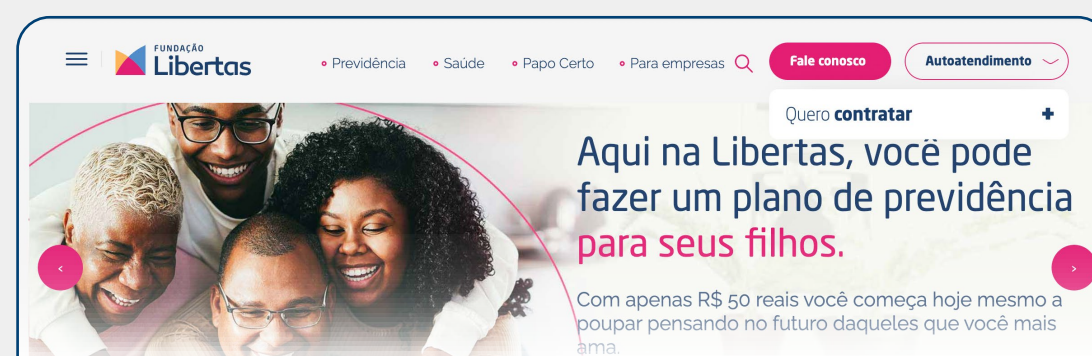 FUNDAÇÃO
Libertas
Previdência
Saúde
Papo Certo
Para empresas
Fale conosco
Autoatendimento
Quero contratar
Aqui na Libertas, você pode
fazer um plano de previdência
para seus filhos.
Com apenas R$ 50 reais você começa hoje mesmo a
poupar pensando no futuro daqueles que você mais
ama.